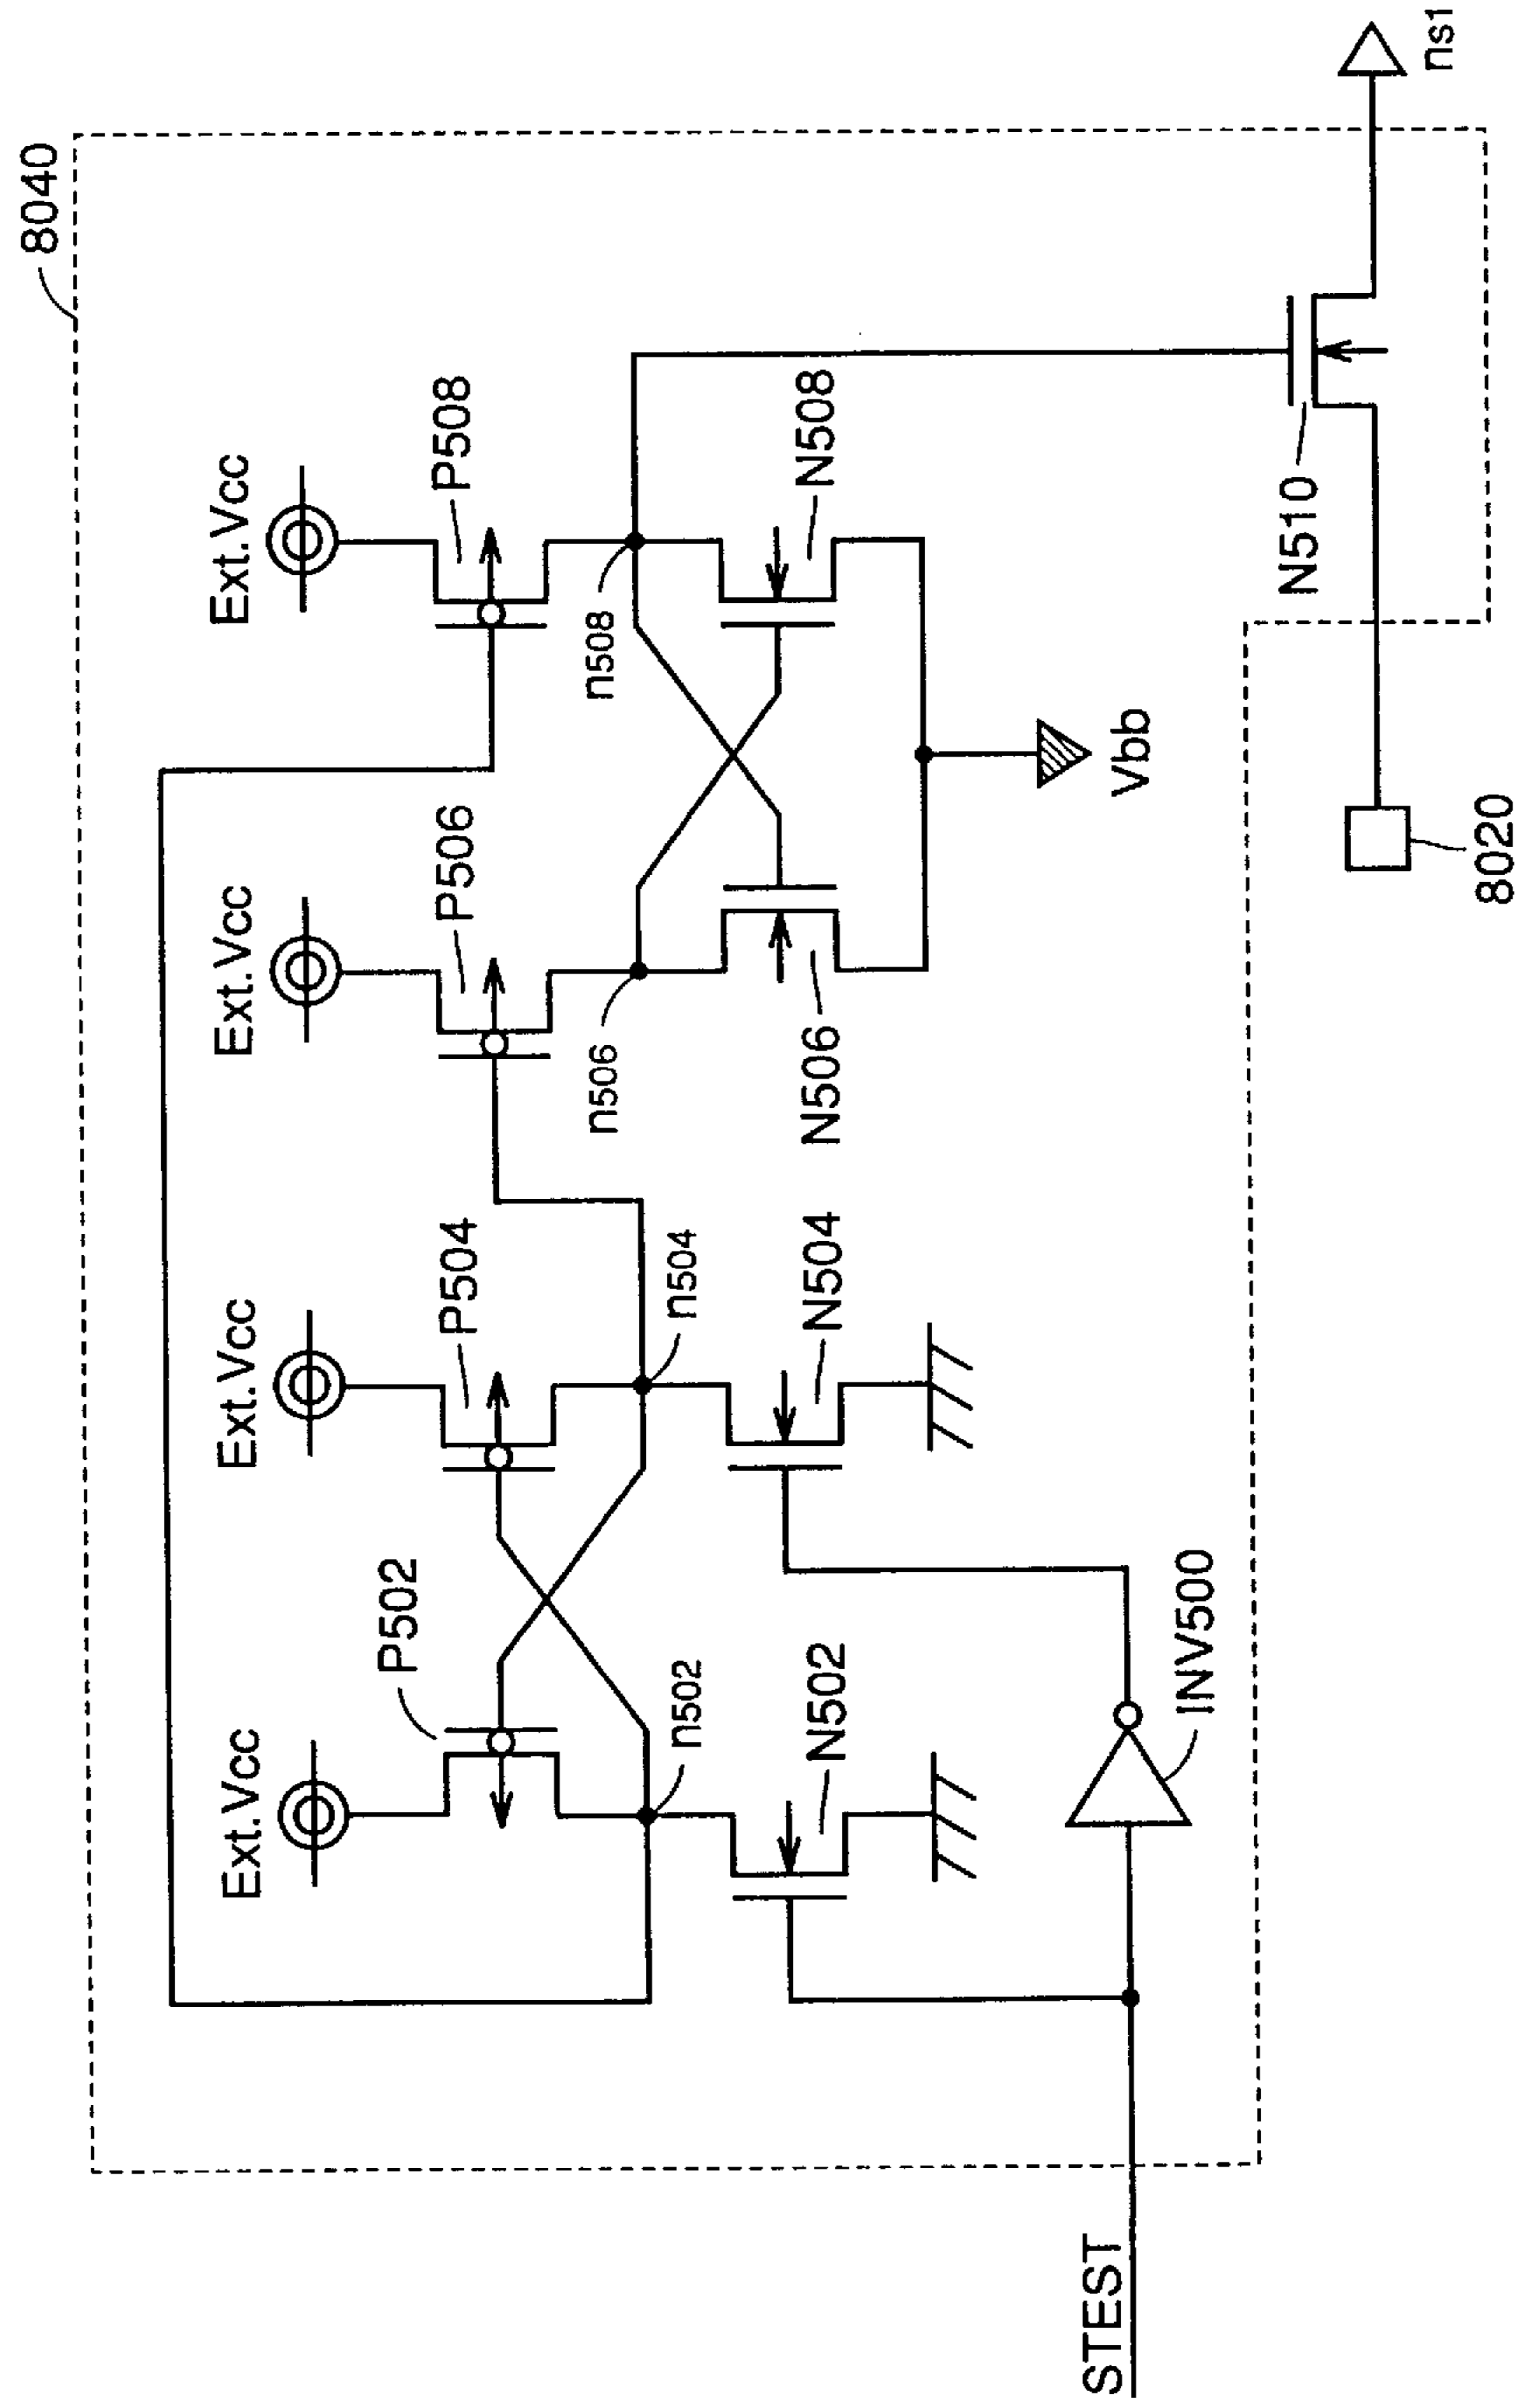 8040
Ext.Vcc
Ext.Vcc
Ext.Vcc
Ext.Vcc
P502
P504
P506
P508
n502
n504
n506
n508
N502
N504
N506
N508
Vbb
INV500
STEST
N510
8020
ns1